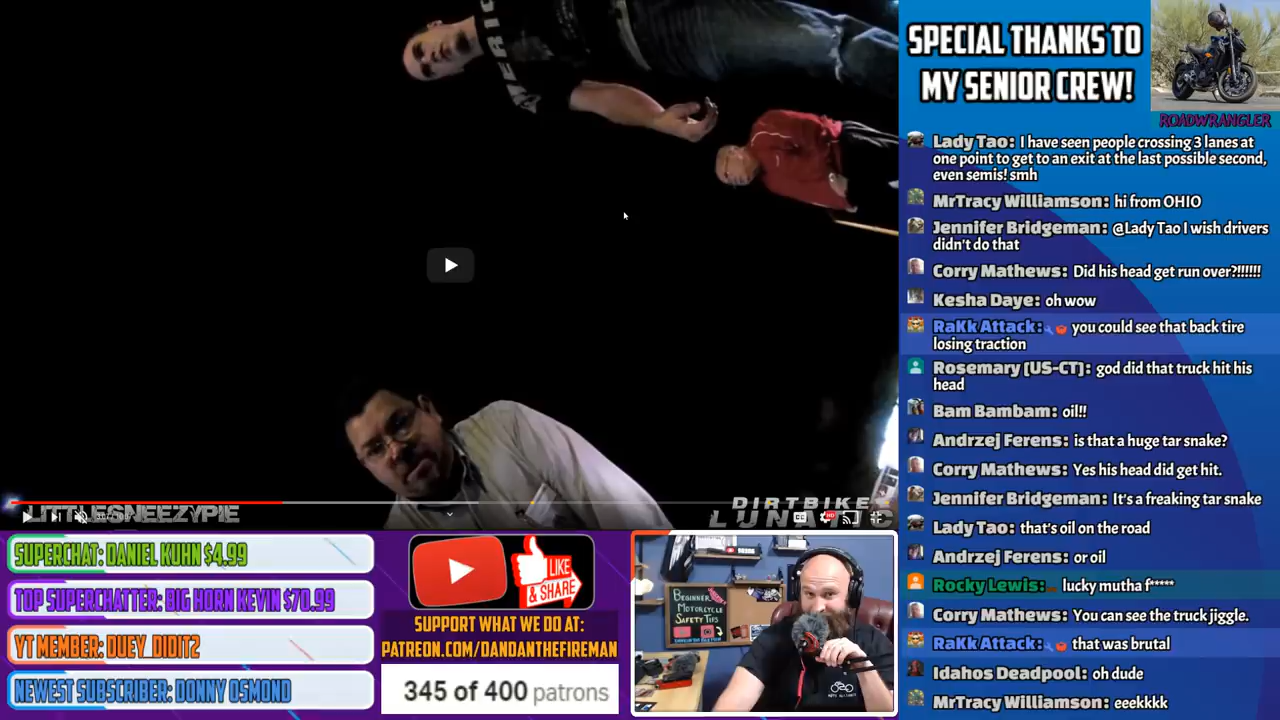 SPECIAL THANKS TO
MY SENIOR CREW!
ROADWRANGLER
Lady Tao: I have seen people crossing 3 lanes at
one point to get to an exit at the last possible second,
even semis! smh
MrTracy Williamson: hi from OHIO
Jennifer Bridgeman: @Lady Tao I wish drivers
didn't do that
Corry Mathews: Did his head get run over?!!!!!!
Kesha Daye: oh wow
RaKk Attack: you could see that back tire
losing traction
Rosemary [US-CT]: god did that truck hit his
head
Bam Bambam: oil!!
Andrzej Ferens: is that a huge tar snake?
Corry Mathews: Yes his head did get hit.
Jennifer Bridgeman: It's a freaking tar snake
Lady Tao: that's oil on the road
Andrzej Ferens: or oil
Rocky Lewis: lucky mutha f*****
Corry Mathews: You can see the truck jiggle.
RaKk Attack: that was brutal
Idahos Deadpool: oh dude
MrTracy Williamson: eeekkkk
LITTLESNEEZYPIE
DIRTBIKE
LUNATIC
CC
HD
SUPERCHAT: DANIEL KUHN $4.99
TOP SUPERCHATTER: BIG HORN KEVIN $70.99
YT MEMBER: DUEY_DIDIT2
NEWEST SUBSCRIBER: DONNY OSMOND
LIKE
& SHARE
SUPPORT WHAT WE DO AT:
PATREON.COM/DANDANTHEFIREMAN
345 of 400 patrons
BEGINNER
MOTORCYCLE
SAFETY TIPS